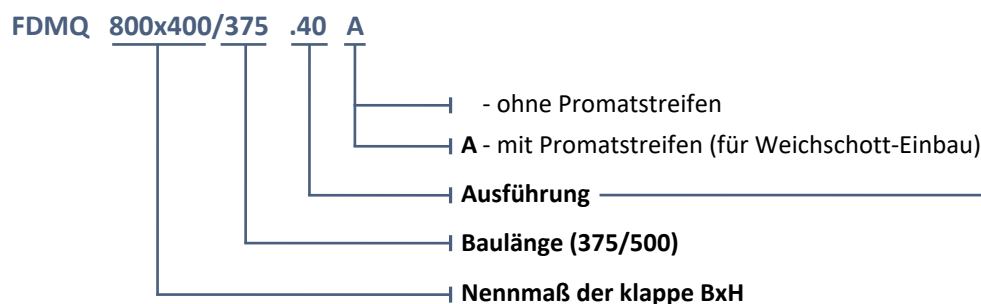 FDMQ 800x400/375 .40 A
- ohne Promatstreifen
A - mit Promatstreifen (für Weichschott-Einbau)
Ausführung
Baulänge (375/500)
Nennmaß der klappe BxH